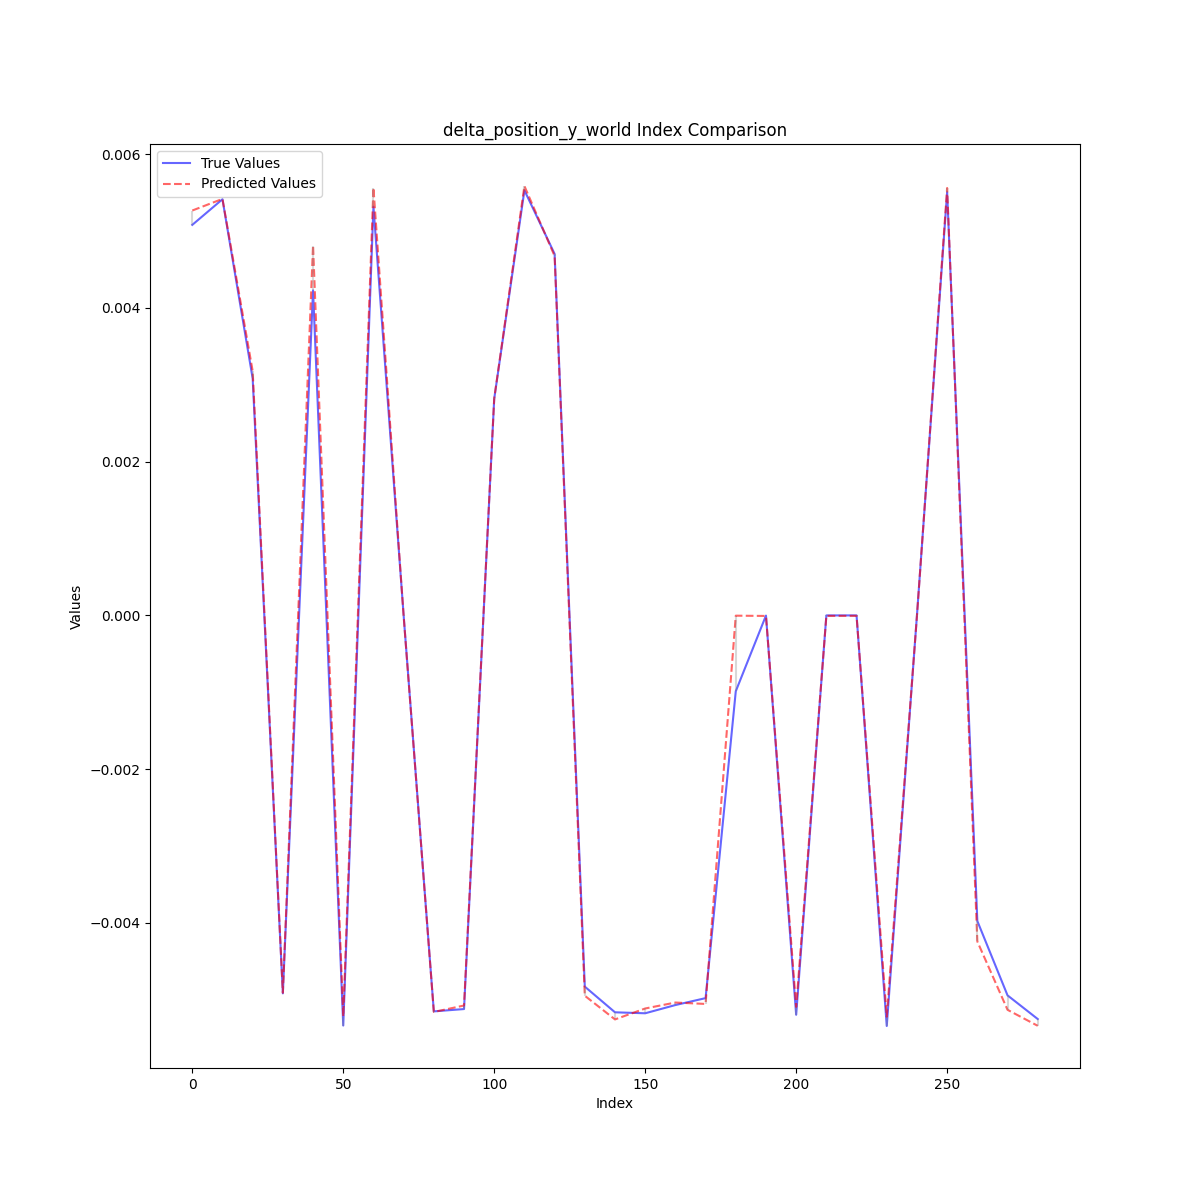 delta_position_y_world Index Comparison
True Values
Predicted Values
0.006
0.004
0.002
0.000
−0.002
−0.004
Values
0 50 100 150 200 250
Index